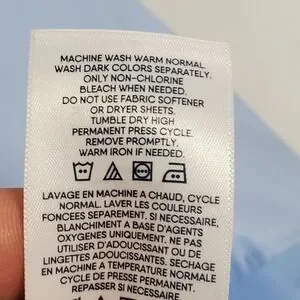 MACHINE WASH WARM NORMAL.
WASH DARK COLORS SEPARATELY.
ONLY NON-CHLORINE
BLEACH WHEN NEEDED.
DO NOT USE FABRIC SOFTENER
OR DRYER SHEETS.
TUMBLE DRY HIGH
PERMANENT PRESS CYCLE.
REMOVE PROMPTLY.
WARM IRON IF NEEDED.
LAVAGE EN MACHINE A CHAUD, CYCLE
NORMAL. LAVER LES COULEURS
FONCEES SEPAREMENT. SI NECESSAIRE,
BLANCHIMENT A BASE D'AGENTS
OXYGENES UNIQUEMENT. NE PAS
UTILISER D'ADOUCISSANT OU DE
LINGETTES ADOUCISSANTES. SECHAGE
EN MACHINE A TEMPERATURE NORMALE
CYCLE DE PRESSE PERMANENT.
REPASSER SI NECESSAIRE